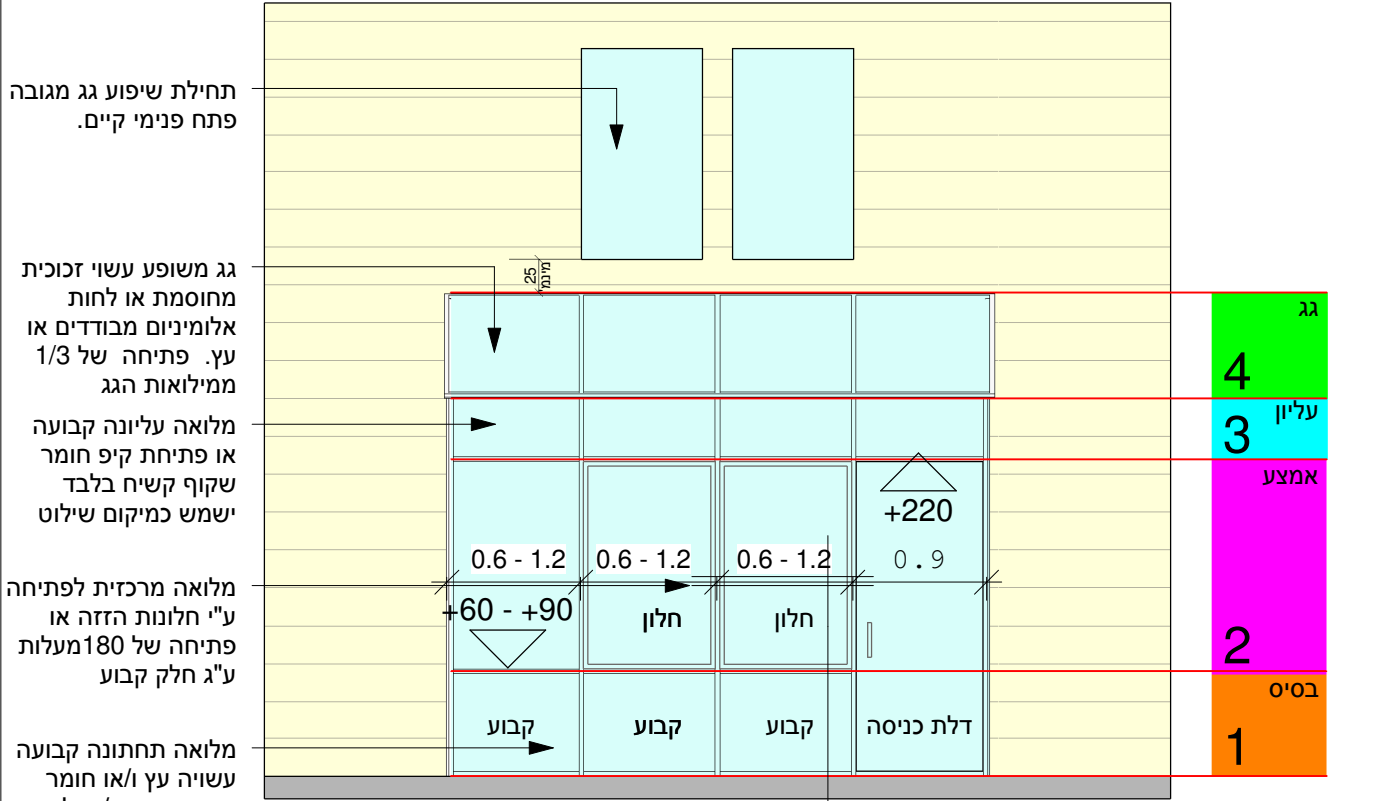 תחילת שיפוע גג מגובה
פתח פנימי קיים.
גג משופע עשוי זכוכית
מחוסמת או לחות
אלומיניום מבודדים או
עץ. פתיחה של 1/3
ממילואות הגג
מלואה עליונה קבועה
או פתיחת קיפ חומר
שקוף קשיח בלבד
ישמש כמיקום שילוט
מלואה מרכזית לפתיחה
ע"י חלונות הזזה או
פתיחה של 180מעלות
ע"ג חלק קבוע
מלואה תחתונה קבועה
עשויה עץ ו/או חומר
25
מינמ'
+220
0.6 - 1.2
0.6 - 1.2
0.6 - 1.2
0.9
+60 - +90
חלון
חלון
קבוע
קבוע
קבוע
דלת כניסה
גג
4
עליון
3
אמצע
2
בסיס
1